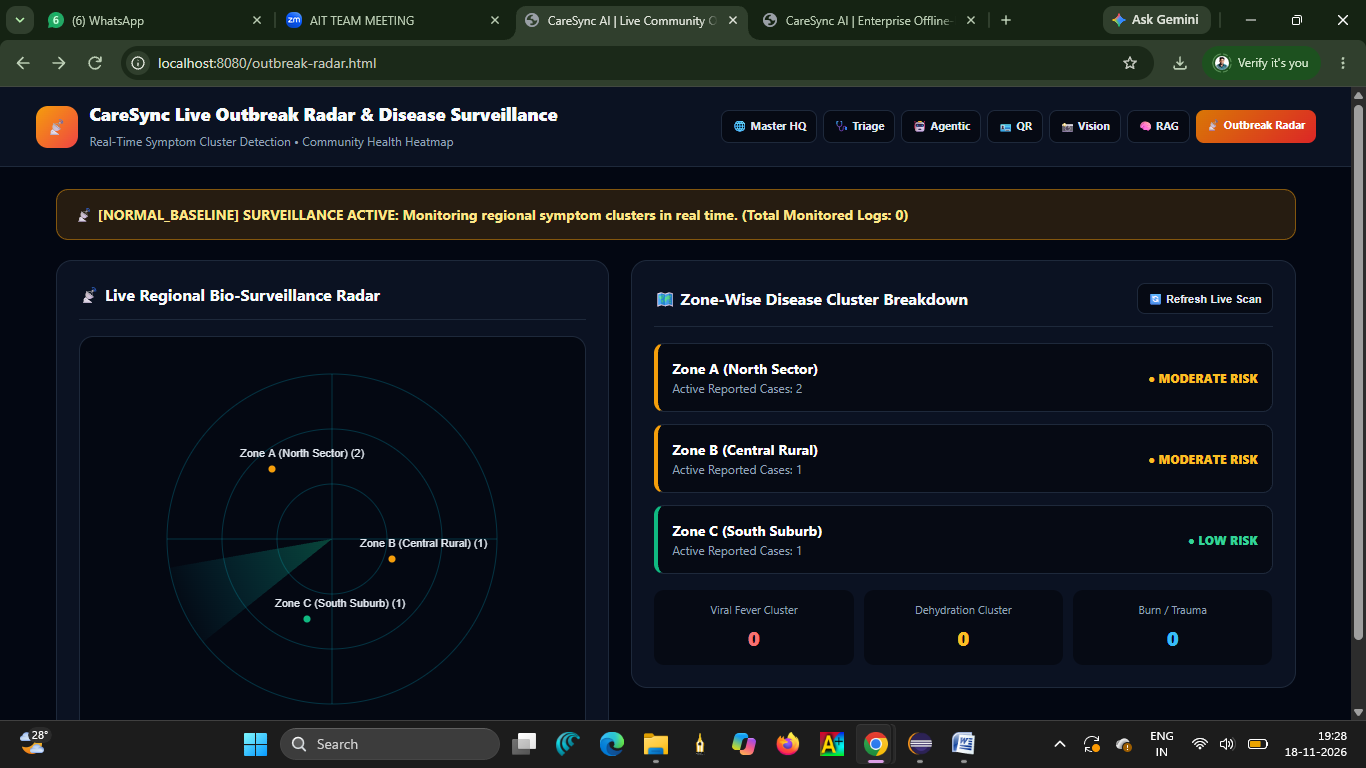 6
(6) WhatsApp
zm
AIT TEAM MEETING
CareSync AI | Live Community O
CareSync AI | Enterprise Offline-
Ask Gemini
localhost:8080/outbreak-radar.html
Verify it's you
CareSync Live Outbreak Radar & Disease Surveillance
Real-Time Symptom Cluster Detection • Community Health Heatmap
Master HQ
Triage
Agentic
QR
Vision
RAG
Outbreak Radar
[NORMAL_BASELINE] SURVEILLANCE ACTIVE: Monitoring regional symptom clusters in real time. (Total Monitored Logs: 0)
Live Regional Bio-Surveillance Radar
Zone A (North Sector) (2)
Zone B (Central Rural) (1)
Zone C (South Suburb) (1)
Zone-Wise Disease Cluster Breakdown
Refresh Live Scan
Zone A (North Sector)
Active Reported Cases: 2
● MODERATE RISK
Zone B (Central Rural)
Active Reported Cases: 1
● MODERATE RISK
Zone C (South Suburb)
Active Reported Cases: 1
● LOW RISK
Viral Fever Cluster
0
Dehydration Cluster
0
Burn / Trauma
0
28°
Search
ENG
IN
19:28
18-11-2026